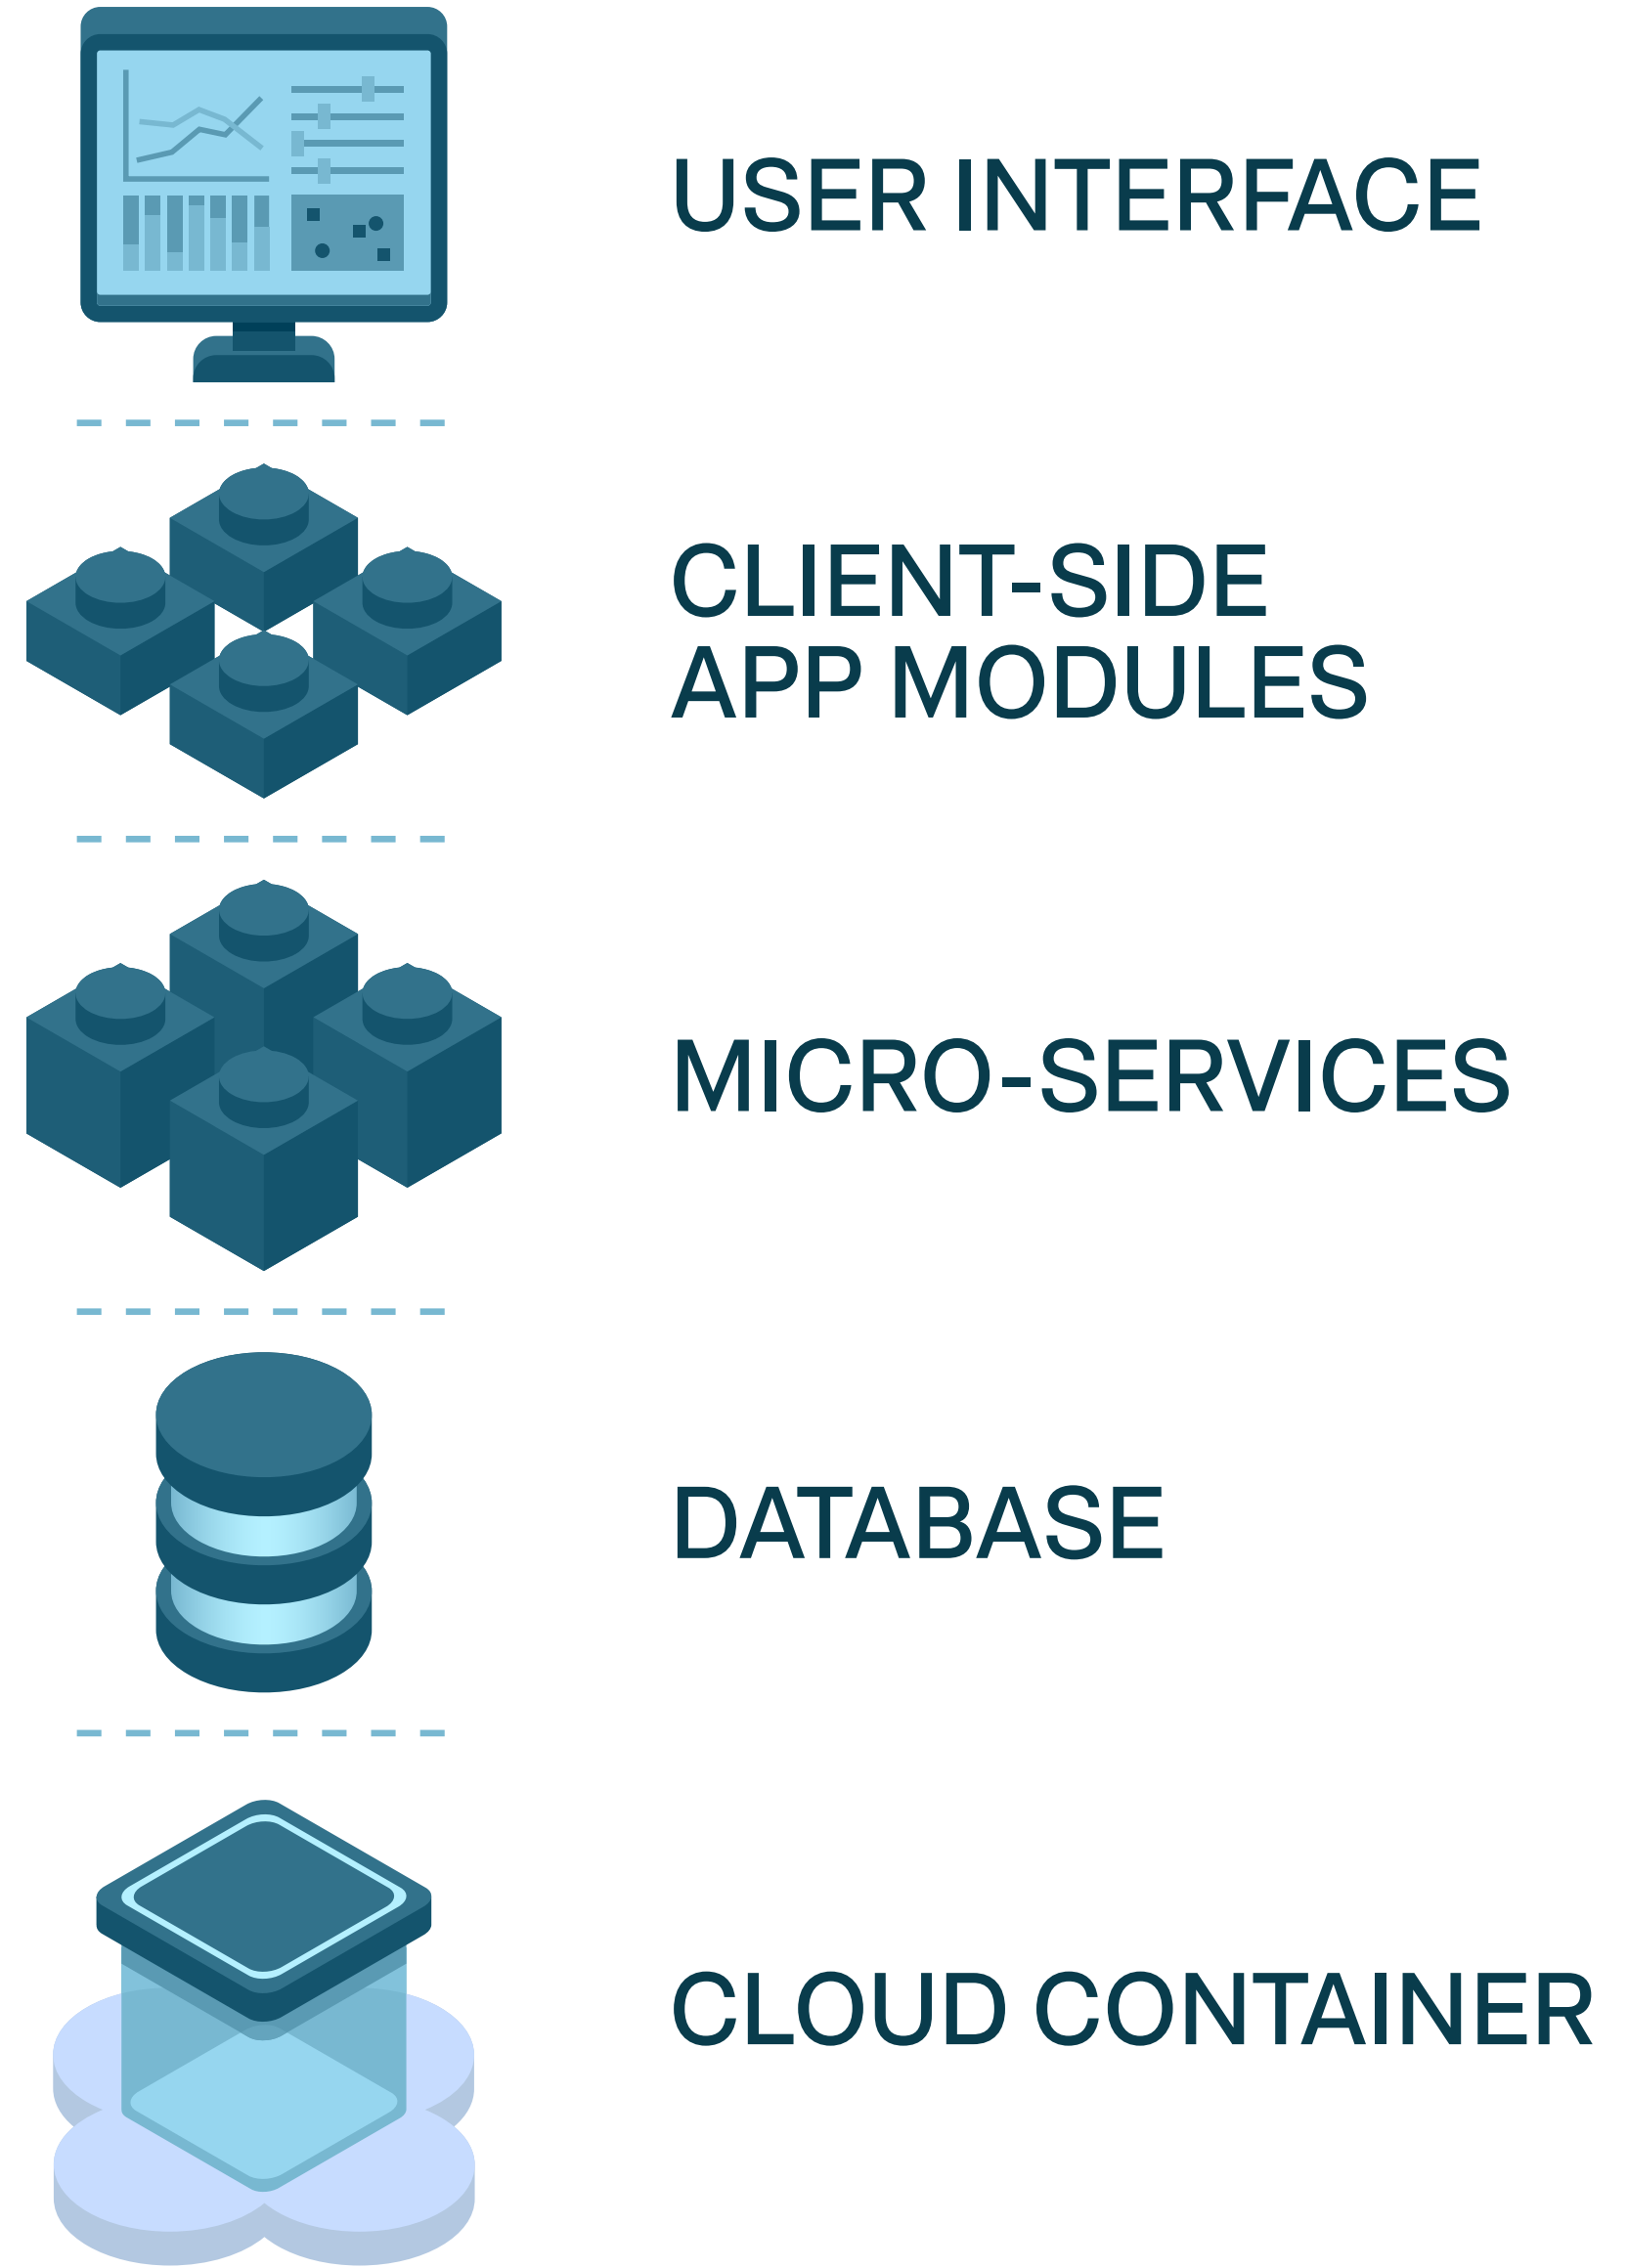 USER INTERFACE
CLIENT-SIDE
APP MODULES
MICRO-SERVICES
DATABASE
CLOUD CONTAINER